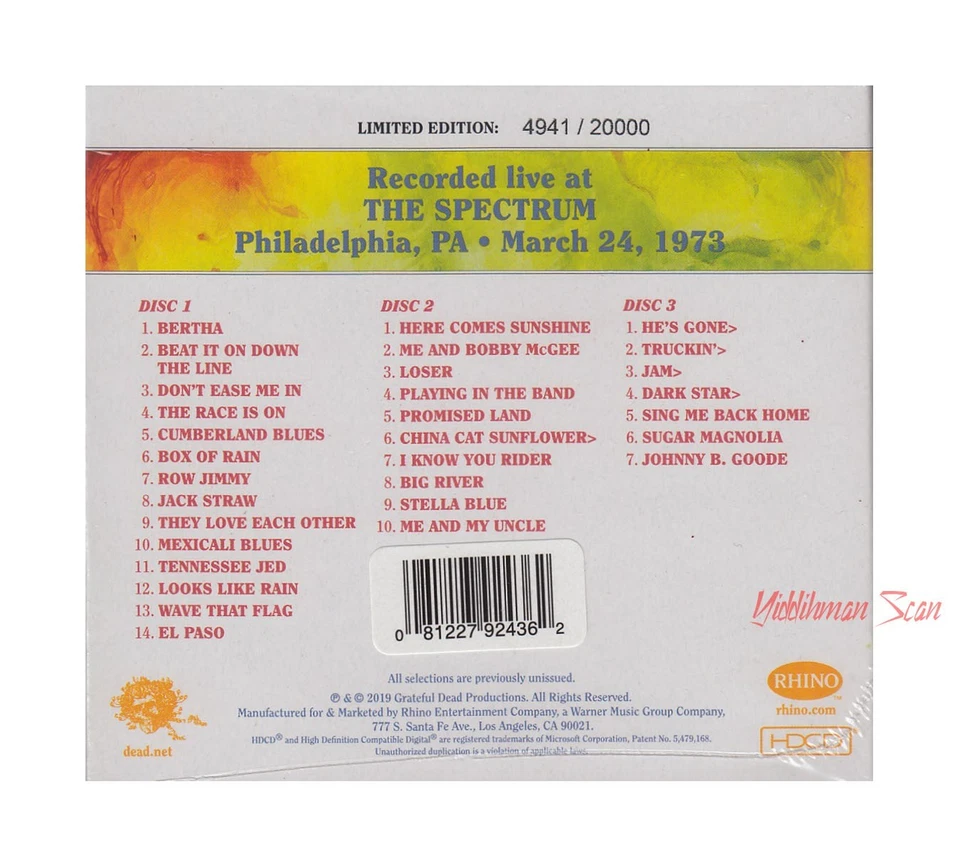 LIMITED EDITION: 4941 / 20000
Recorded live at
THE SPECTRUM
Philadelphia, PA • March 24, 1973
DISC 1
1. BERTHA
2. BEAT IT ON DOWN
THE LINE
3. DON'T EASE ME IN
4. THE RACE IS ON
5. CUMBERLAND BLUES
6. BOX OF RAIN
7. ROW JIMMY
8. JACK STRAW
9. THEY LOVE EACH OTHER
10. MEXICALI BLUES
11. TENNESSEE JED
12. LOOKS LIKE RAIN
13. WAVE THAT FLAG
14. EL PASO
DISC 2
1. HERE COMES SUNSHINE
2. ME AND BOBBY McGEE
3. LOSER
4. PLAYING IN THE BAND
5. PROMISED LAND
6. CHINA CAT SUNFLOWER>
7. I KNOW YOU RIDER
8. BIG RIVER
9. STELLA BLUE
10. ME AND MY UNCLE
DISC 3
1. HE'S GONE>
2. TRUCKIN'>
3. JAM>
4. DARK STAR>
5. SING ME BACK HOME
6. SUGAR MAGNOLIA
7. JOHNNY B. GOODE
0 81227 92436 2
Yiddihman Scan
All selections are previously unissued.
℗ & © 2019 Grateful Dead Productions. All Rights Reserved.
Manufactured for & Marketed by Rhino Entertainment Company, a Warner Music Group Company,
777 S. Santa Fe Ave., Los Angeles, CA 90021.
HDCD® and High Definition Compatible Digital® are registered trademarks of Microsoft Corporation, Patent No. 5,479,168.
Unauthorized duplication is a violation of applicable laws.
dead.net
RHINO™
rhino.com
HDCD®